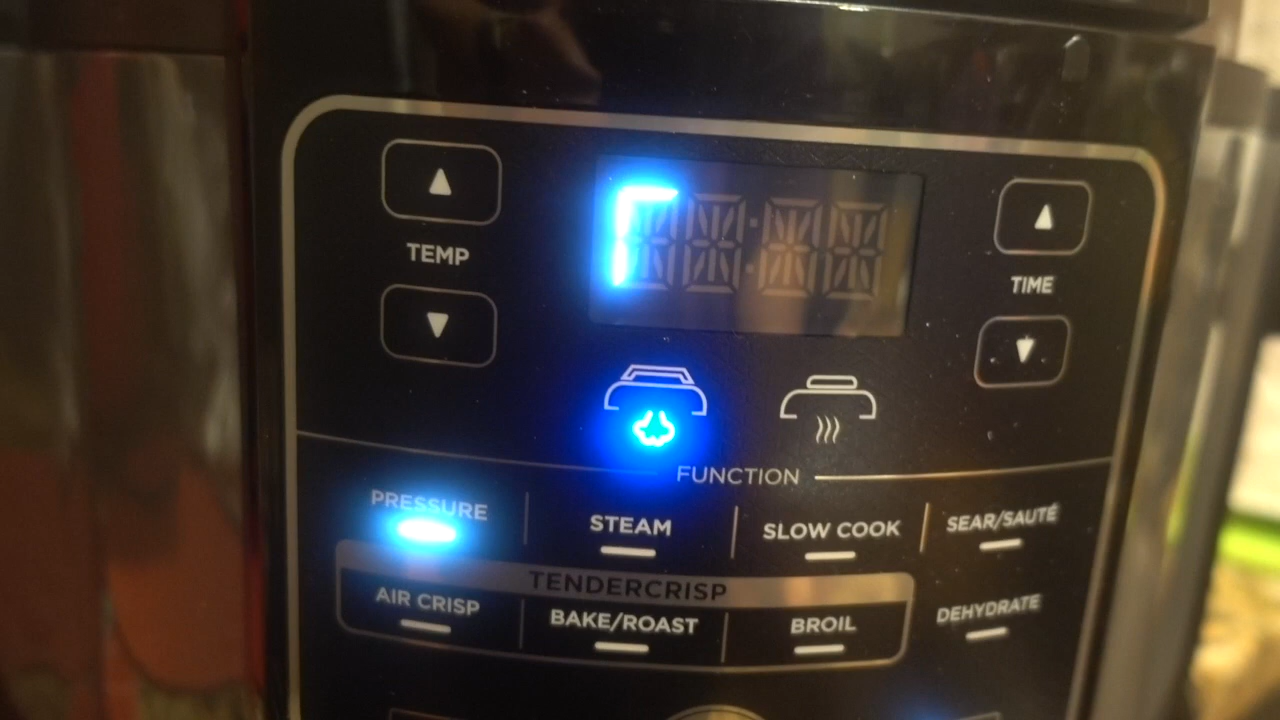 TEMP
TIME
FUNCTION
PRESSURE
STEAM
SLOW COOK
SEAR/SAUTÉ
TENDERCRISP
AIR CRISP
BAKE/ROAST
BROIL
DEHYDRATE